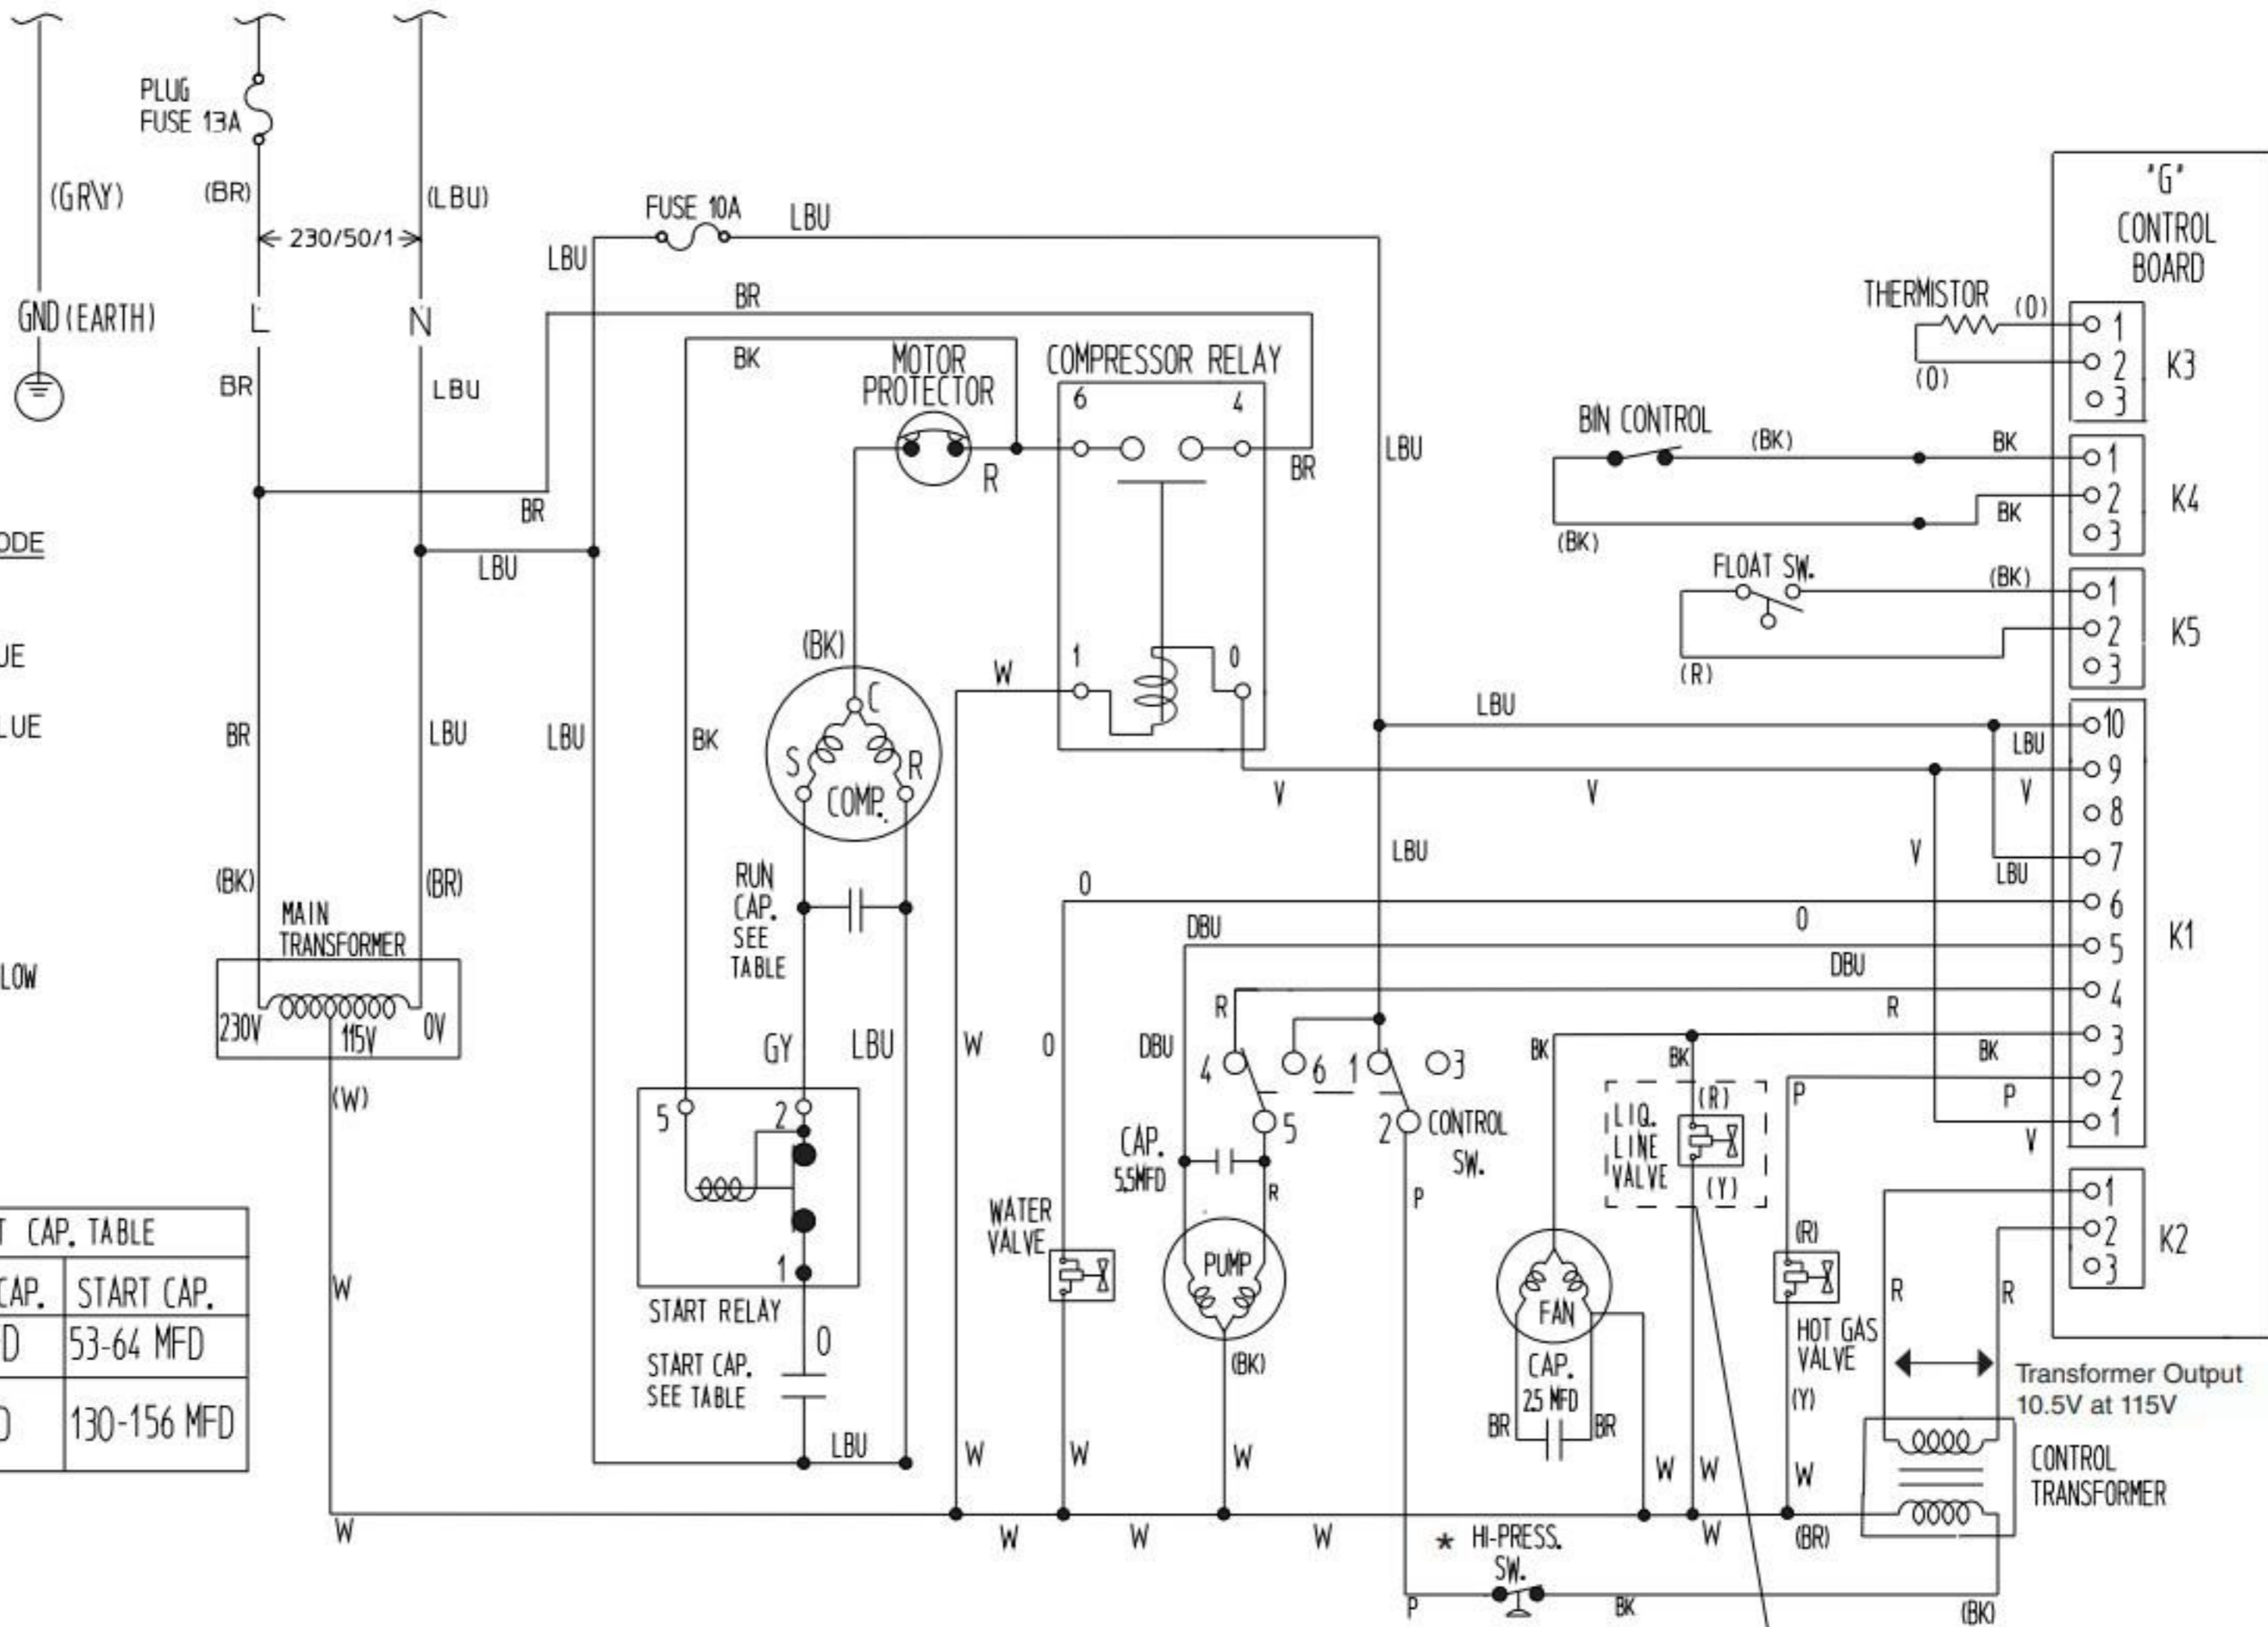 PLUG
FUSE 13A
(GR\Y)
(BR)
(LBU)
230/50/1
GND (EARTH)
L
N
BR
LBU
FUSE 10A
LBU
LBU
BR
BK
MOTOR
PROTECTOR
R
COMPRESSOR RELAY
6
4
BR
LBU
BR
LBU
ODE
UE
LUE
LOW
BR
LBU
LBU
BK
(BK)
C
S
R
COMP.
W
1
0
V
V
"G"
CONTROL
BOARD
THERMISTOR
(O)
(O)
1
2
3
K3
BIN CONTROL
(BK)
BK
(BK)
BK
1
2
3
K4
FLOAT SW.
(BK)
(R)
1
2
3
K5
LBU
LBU
V
V
LBU
LBU
10
9
8
7
6
5
4
3
2
1
K1
(BK)
(BR)
MAIN
TRANSFORMER
230V
115V
0V
(W)
W
W
RUN
CAP.
SEE
TABLE
GY
LBU
W
O
O
O
DBU
DBU
DBU
R
R
4
6
1
3
5
2
CONTROL
SW.
CAP.
5.5MFD
R
P
PUMP
(BK)
W
WATER
VALVE
W
W
5
2
1
START RELAY
O
START CAP.
SEE TABLE
LBU
BK
BK
BK
LIQ.
LINE
VALVE
(R)
(Y)
P
P
V
FAN
CAP.
2.5 MFD
BR
BR
W
W
(R)
HOT GAS
VALVE
(Y)
W
(BR)
1
2
3
K2
R
R
Transformer Output
10.5V at 115V
CONTROL
TRANSFORMER
W
W
W
W
* HI-PRESS.
SW.
P
BK
(BK)
T CAP. TABLE
CAP.
START CAP.
D
53-64 MFD
D
130-156 MFD